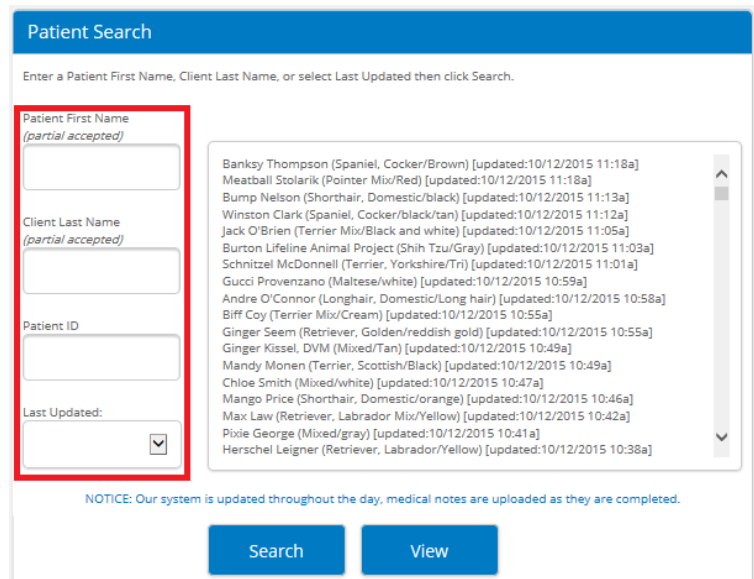 Patient Search
Enter a Patient First Name, Client Last Name, or select Last Updated then click Search.
Patient First Name
(partial accepted)
Client Last Name
(partial accepted)
Patient ID
Last Updated:
Banksy Thompson (Spaniel, Cocker/Brown) [updated:10/12/2015 11:18a]
Meatball Stolarik (Pointer Mix/Red) [updated:10/12/2015 11:18a]
Bump Nelson (Shorthair, Domestic/black) [updated:10/12/2015 11:13a]
Winston Clark (Spaniel, Cocker/black/tan) [updated:10/12/2015 11:12a]
Jack O'Brien (Terrier Mix/Black and white) [updated:10/12/2015 11:05a]
Burton Lifeline Animal Project (Shih Tzu/Gray) [updated:10/12/2015 11:03a]
Schnitzel McDonnell (Terrier, Yorkshire/Tri) [updated:10/12/2015 11:01a]
Gucci Provenzano (Maltese/white) [updated:10/12/2015 10:59a]
Andre O'Connor (Longhair, Domestic/Long hair) [updated:10/12/2015 10:58a]
Biff Coy (Terrier Mix/Cream) [updated:10/12/2015 10:55a]
Ginger Seem (Retriever, Golden/reddish gold) [updated:10/12/2015 10:55a]
Ginger Kissel, DVM (Mixed/Tan) [updated:10/12/2015 10:49a]
Mandy Monen (Terrier, Scottish/Black) [updated:10/12/2015 10:49a]
Chloe Smith (Mixed/white) [updated:10/12/2015 10:47a]
Mango Price (Shorthair, Domestic/orange) [updated:10/12/2015 10:46a]
Max Law (Retriever, Labrador Mix/Yellow) [updated:10/12/2015 10:42a]
Pixie George (Mixed/gray) [updated:10/12/2015 10:41a]
Herschel Leigner (Retriever, Labrador/Yellow) [updated:10/12/2015 10:38a]
NOTICE: Our system is updated throughout the day, medical notes are uploaded as they are completed.
Search
View